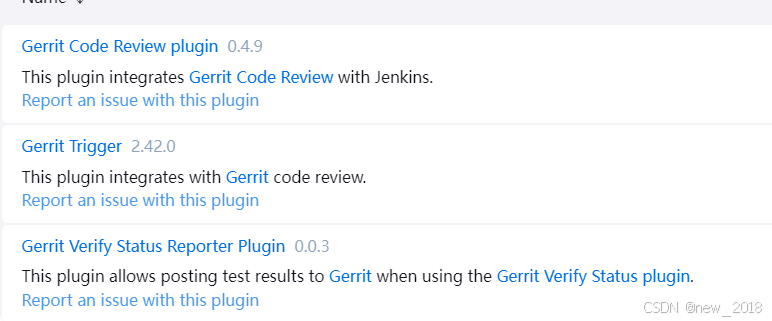 Name ↓
Gerrit Code Review plugin 0.4.9
This plugin integrates Gerrit Code Review with Jenkins.
Report an issue with this plugin
Gerrit Trigger 2.42.0
This plugin integrates with Gerrit code review.
Report an issue with this plugin
Gerrit Verify Status Reporter Plugin 0.0.3
This plugin allows posting test results to Gerrit when using the Gerrit Verify Status plugin.
Report an issue with this plugin
CSDN @new_2018